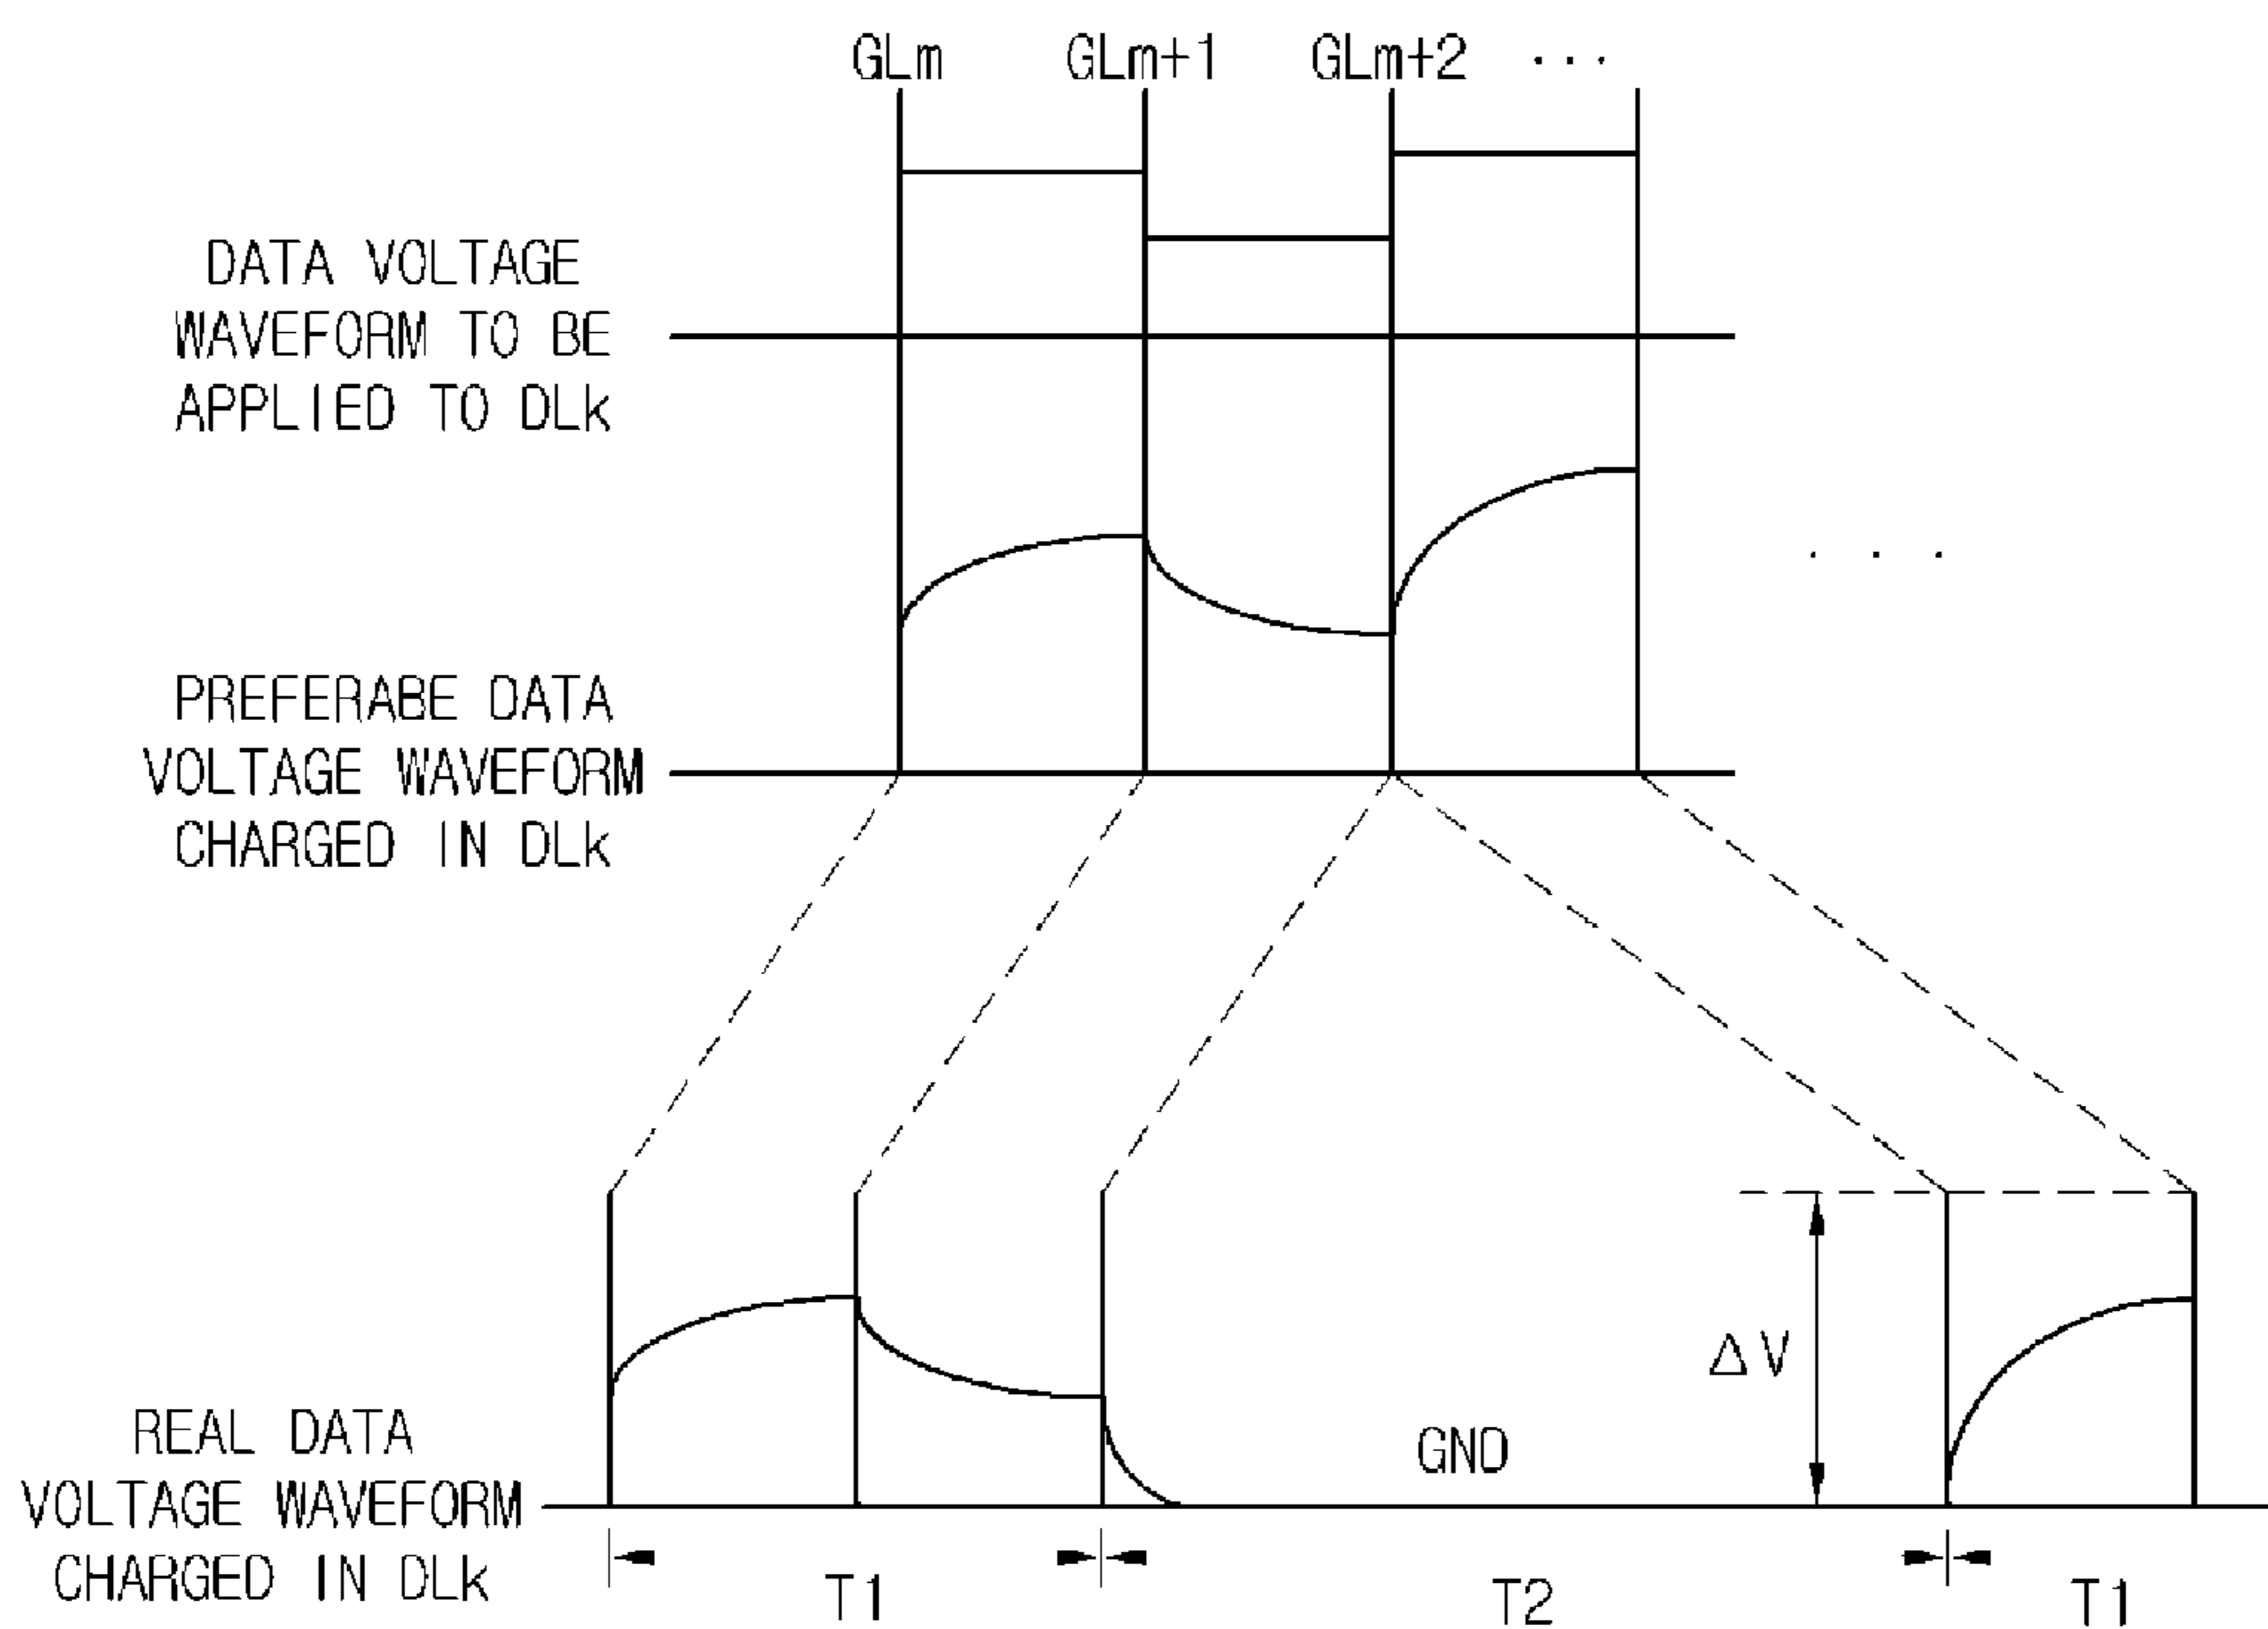 GLm GLm+1 GLm+2 ...
DATA VOLTAGE
WAVEFORM TO BE
APPLIED TO DLk
. . .
PREFERABE DATA
VOLTAGE WAVEFORM
CHARGED IN DLk
ΔV
REAL DATA
VOLTAGE WAVEFORM
CHARGED IN DLk
GND
T1 T2 T1